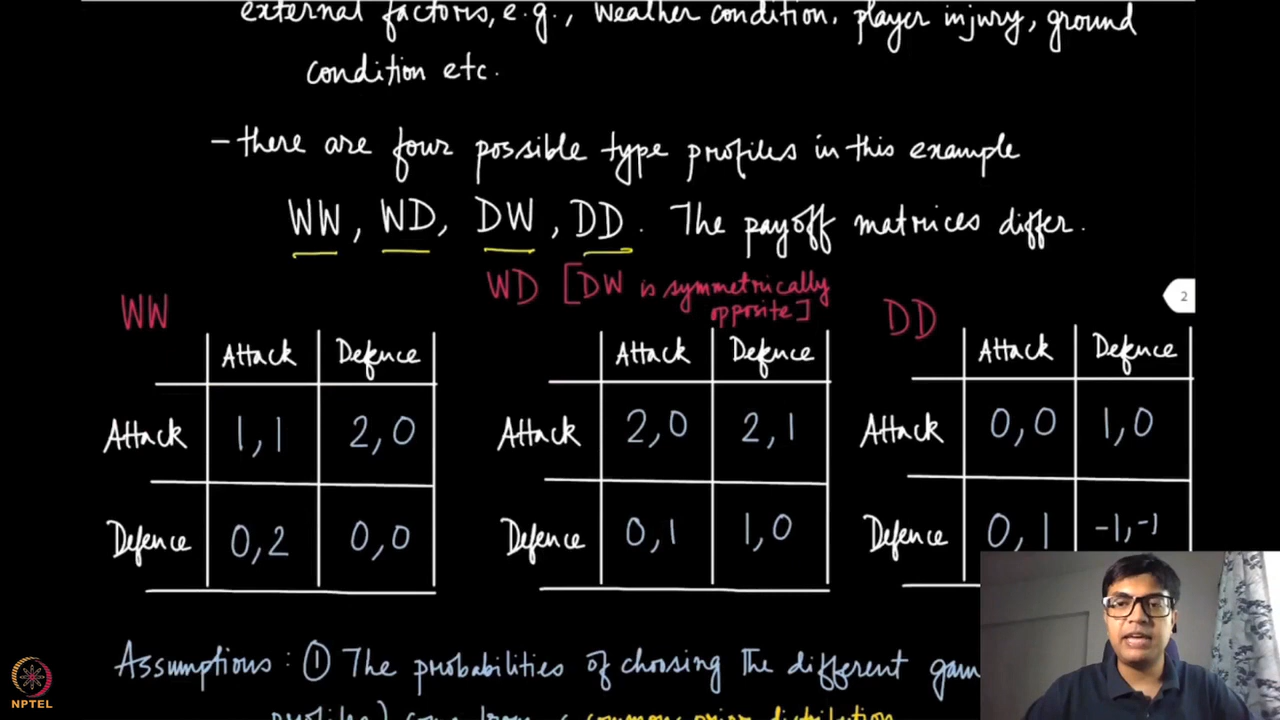 external factors, e.g., weather condition, player injury, ground
condition etc.
- there are four possible type profiles in this example
WW, WD, DW, DD. The payoff matrices differ.
WD [DW is symmetrically
opposite]
WW
DD
2
Attack Defence
Attack Defence
Attack Defence
Attack 1,1 2,0
Attack 2,0 2,1
Attack 0,0 1,0
Defence 0,2 0,0
Defence 0,1 1,0
Defence 0,1 -1,-1
Assumptions: ① The probabilities of choosing the different
common prior distribution
NPTEL